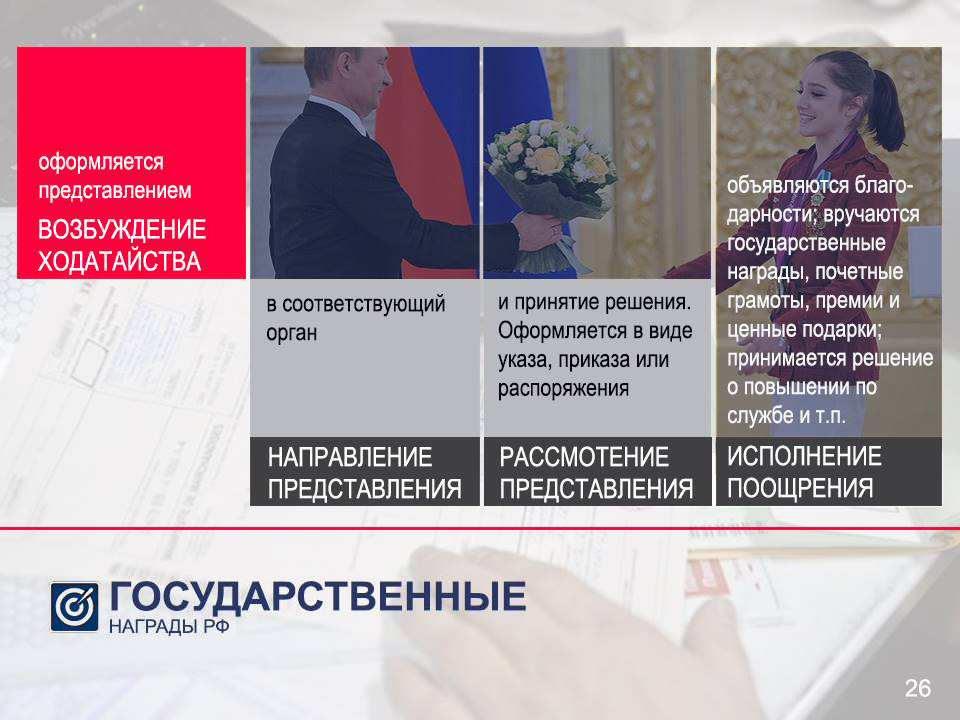 оформляется
представлением
ВОЗБУЖДЕНИЕ
ХОДАТАЙСТВА
в соответствующий
орган
НАПРАВЛЕНИЕ
ПРЕДСТАВЛЕНИЯ
и принятие решения.
Оформляется в виде
указа, приказа или
распоряжения
РАССМОТЕНИЕ
ПРЕДСТАВЛЕНИЯ
объявляются благо-
дарности; вручаются
государственные
награды, почетные
грамоты, премии и
ценные подарки;
принимается решение
о повышении по
службе и т.п.
ИСПОЛНЕНИЕ
ПООЩРЕНИЯ
ГОСУДАРСТВЕННЫЕ
НАГРАДЫ РФ
26